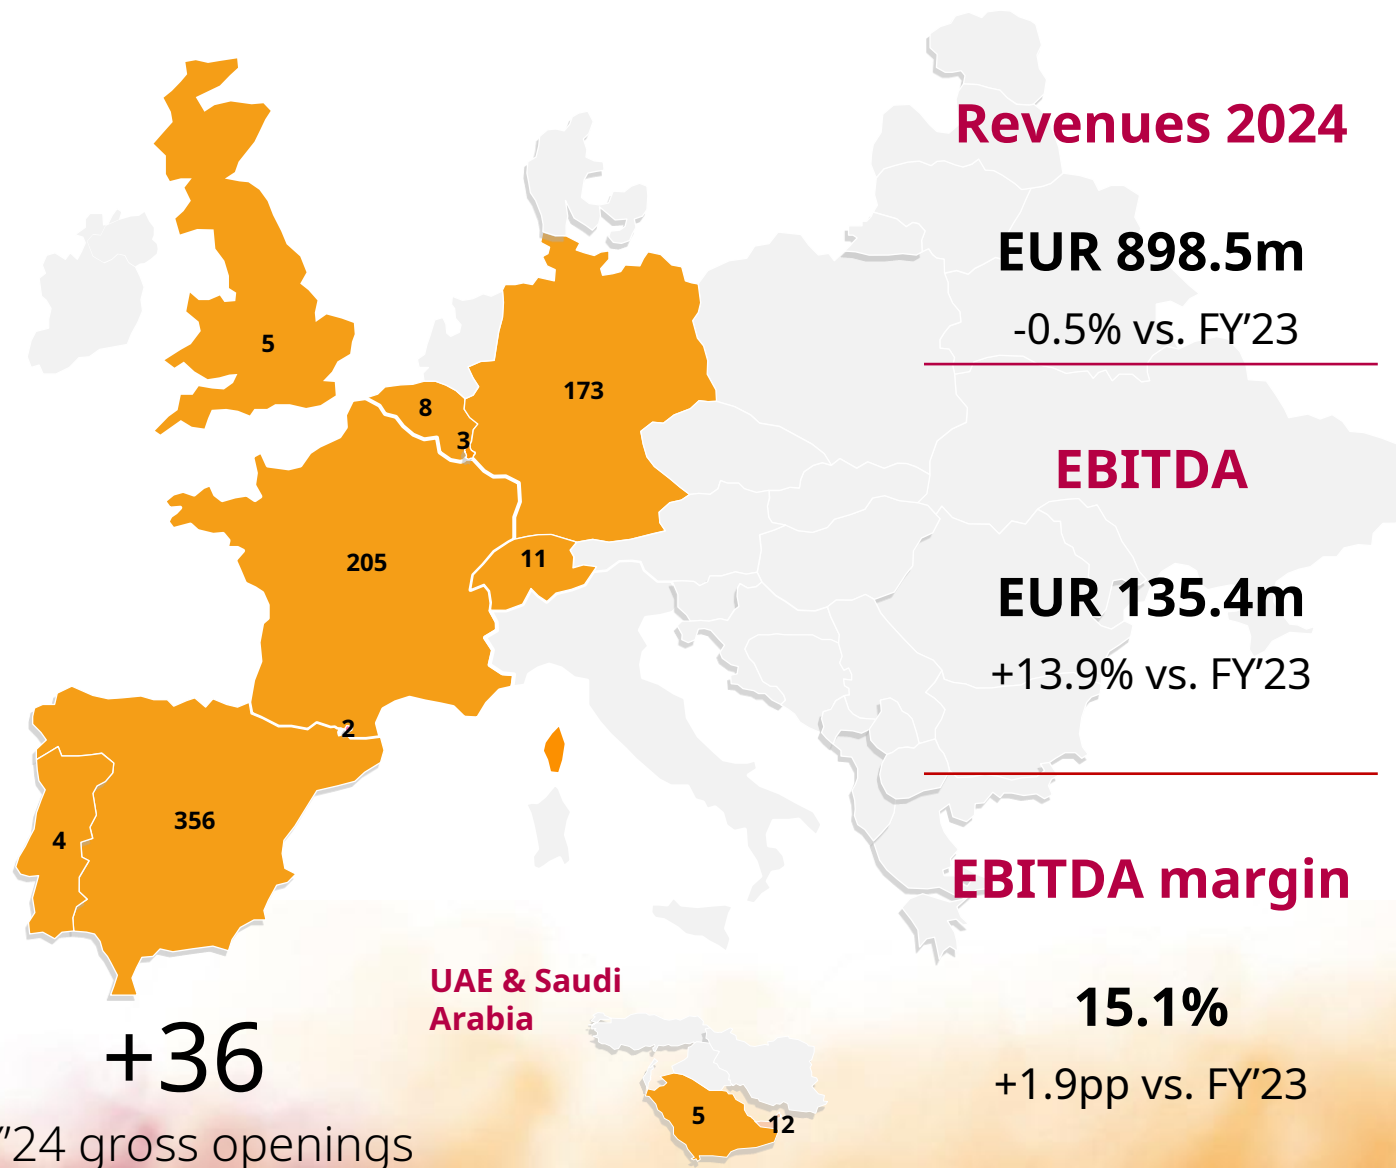 Revenues 2024
EUR 898.5m
-0.5% vs. FY’23
EBITDA
EUR 135.4m
+13.9% vs. FY’23
EBITDA margin
15.1%
+1.9pp vs. FY’23
5
173
8
3
205
11
2
356
4
UAE & Saudi
Arabia
5
12
+36
’24 gross openings